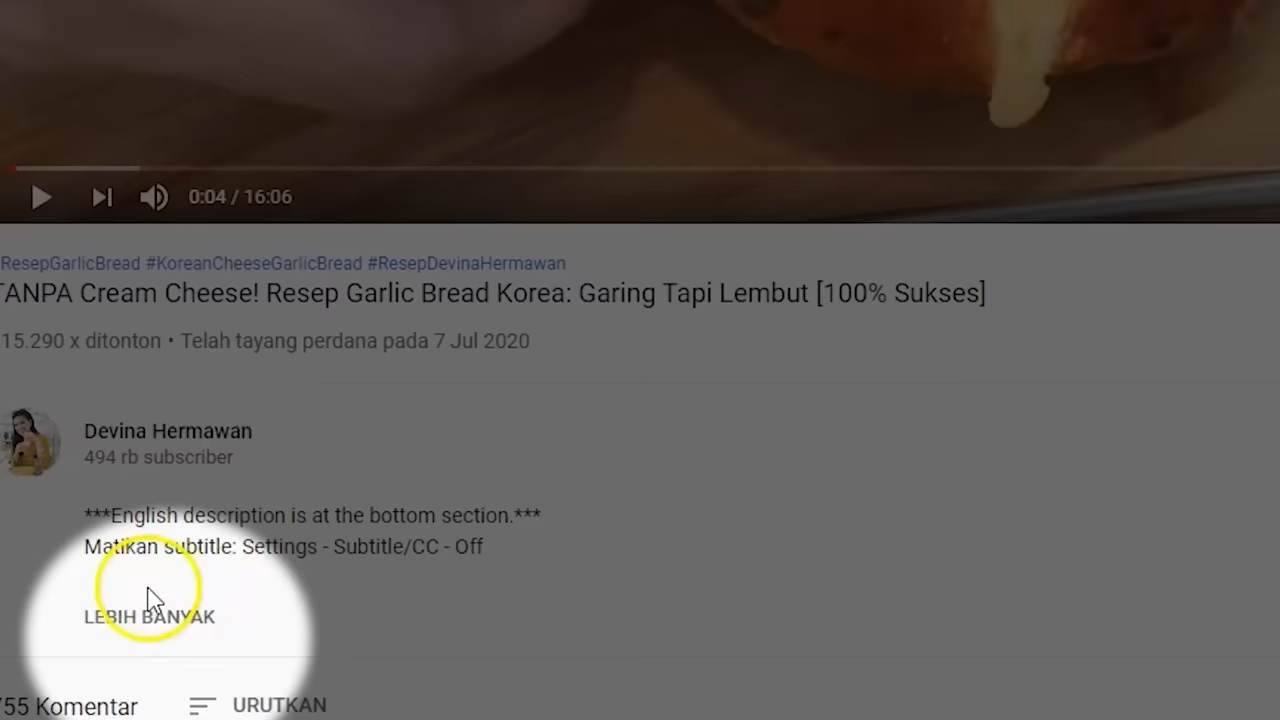 0:04 / 16:06
ResepGarlicBread #KoreanCheeseGarlicBread #ResepDevinaHermawan
TANPA Cream Cheese! Resep Garlic Bread Korea: Garing Tapi Lembut [100% Sukses]
15.290 x ditonton • Telah tayang perdana pada 7 Jul 2020
Devina Hermawan
494 rb subscriber
***English description is at the bottom section.***
Matikan subtitle: Settings - Subtitle/CC - Off
LEBIH BANYAK
755 Komentar
URUTKAN